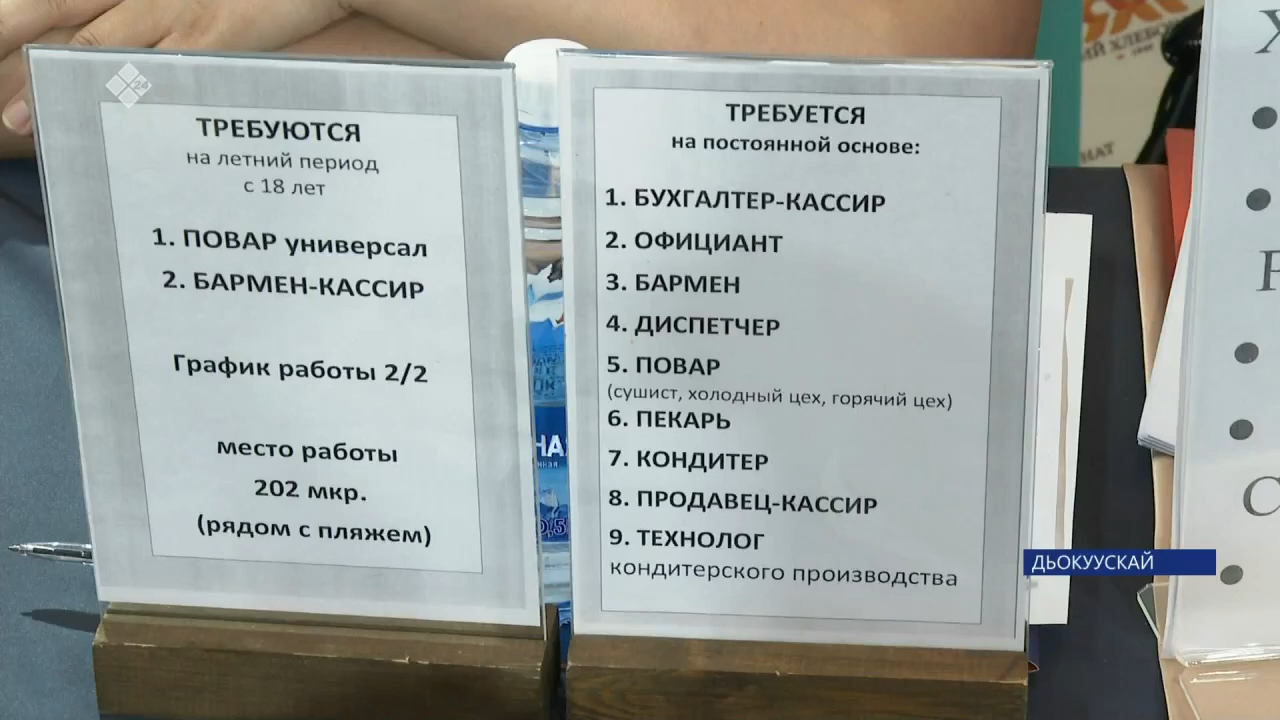 24
ТРЕБУЮТСЯ
на летний период
с 18 лет
1. ПОВАР универсал
2. БАРМЕН-КАССИР
График работы 2/2
место работы
202 мкр.
(рядом с пляжем)
ТРЕБУЕТСЯ
на постоянной основе:
1. БУХГАЛТЕР-КАССИР
2. ОФИЦИАНТ
3. БАРМЕН
4. ДИСПЕТЧЕР
5. ПОВАР
(сушист, холодный цех, горячий цех)
6. ПЕКАРЬ
7. КОНДИТЕР
8. ПРОДАВЕЦ-КАССИР
9. ТЕХНОЛОГ
кондитерского производства
ДЬОКУУСКАЙ